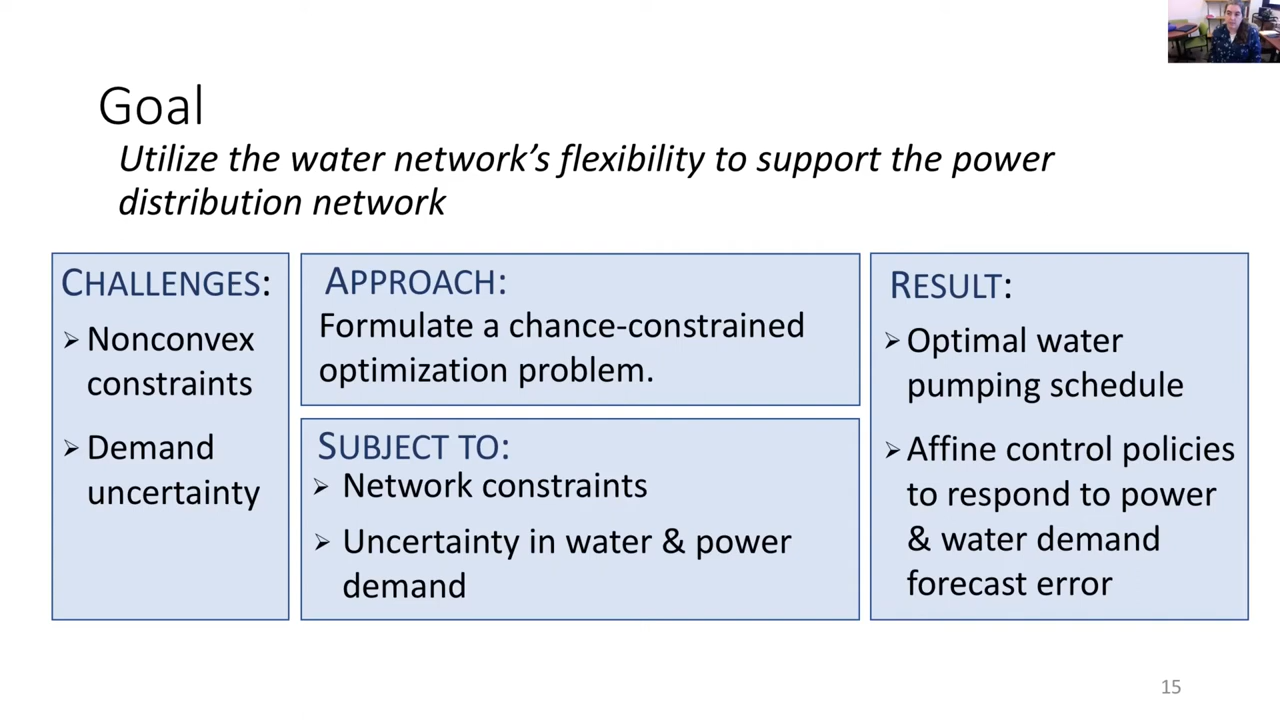 Goal
Utilize the water network's flexibility to support the power
distribution network
CHALLENGES:
➢ Nonconvex
constraints
➢ Demand
uncertainty
APPROACH:
Formulate a chance-constrained
optimization problem.
SUBJECT TO:
➢ Network constraints
➢ Uncertainty in water & power
demand
RESULT:
➢ Optimal water
pumping schedule
➢ Affine control policies
to respond to power
& water demand
forecast error
15